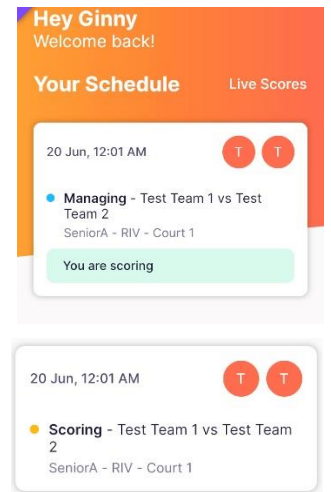 Hey Ginny
Welcome back!
Your Schedule
Live Scores
20 Jun, 12:01 AM
T T
Managing - Test Team 1 vs Test
Team 2
SeniorA - RIV - Court 1
You are scoring
20 Jun, 12:01 AM
T T
Scoring - Test Team 1 vs Test Team
2
SeniorA - RIV - Court 1